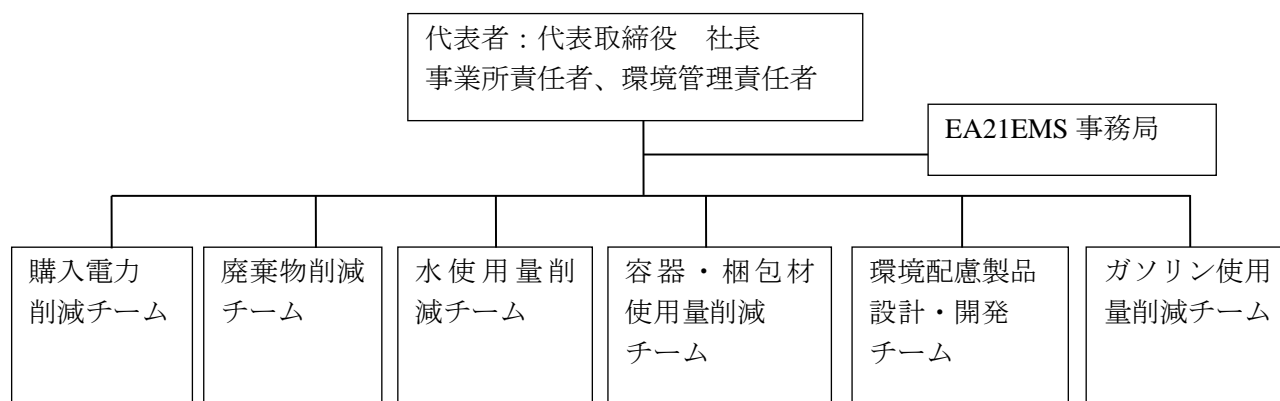 代表者：代表取締役　社長
事業所責任者、環境管理責任者
EA21EMS 事務局
購入電力
削減チーム
廃棄物削減
チーム
水使用量削
減チーム
容器・梱包材
使用量削減
チーム
環境配慮製品
設計・開発
チーム
ガソリン使用
量削減チーム